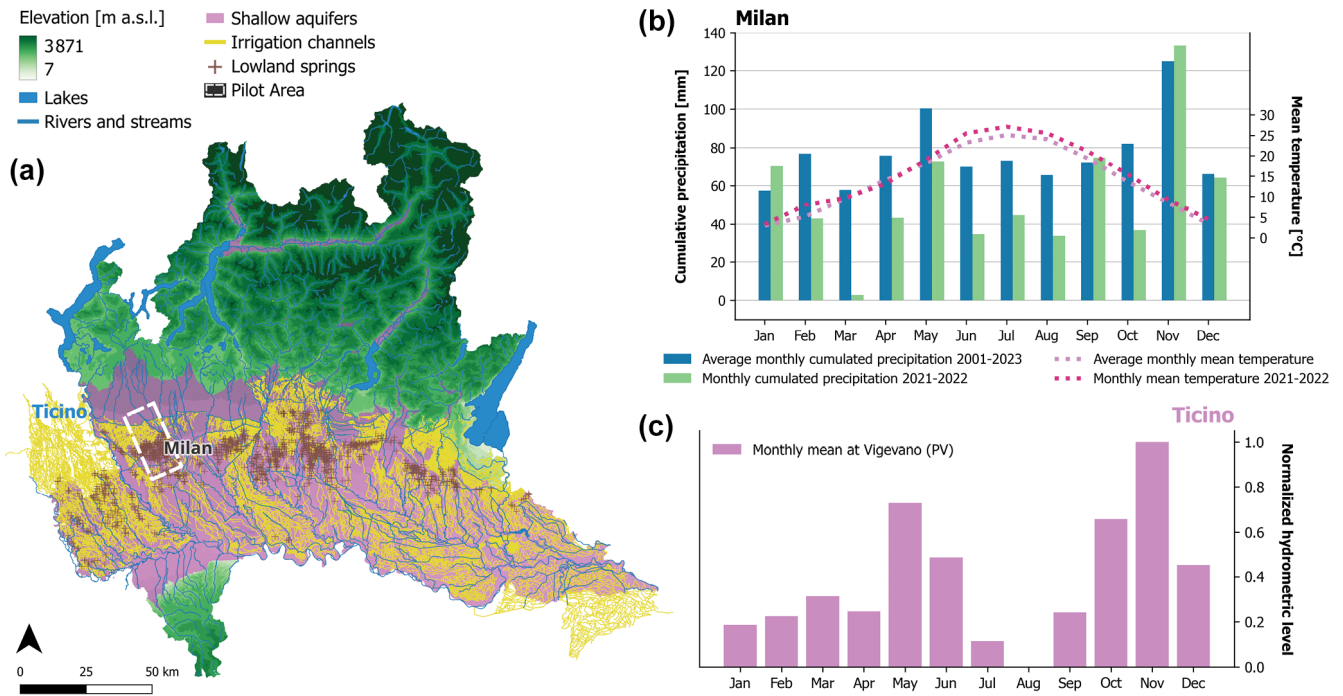 Elevation [m a.s.l.]
3871
7
Lakes
Rivers and streams
Shallow aquifers
Irrigation channels
Lowland springs
Pilot Area
(a)
Ticino
Milan
0 25 50 km
(b)
Milan
Cumulative precipitation [mm]
140
120
100
80
60
40
20
0
Mean temperature [°C]
30
25
20
15
10
5
0
Jan Feb Mar Apr May Jun Jul Aug Sep Oct Nov Dec
Average monthly cumulated precipitation 2001-2023
Monthly cumulated precipitation 2021-2022
Average monthly mean temperature
Monthly mean temperature 2021-2022
(c)
Ticino
Monthly mean at Vigevano (PV)
Normalized hydrometric level
1.0
0.8
0.6
0.4
0.2
0.0
Jan Feb Mar Apr May Jun Jul Aug Sep Oct Nov Dec